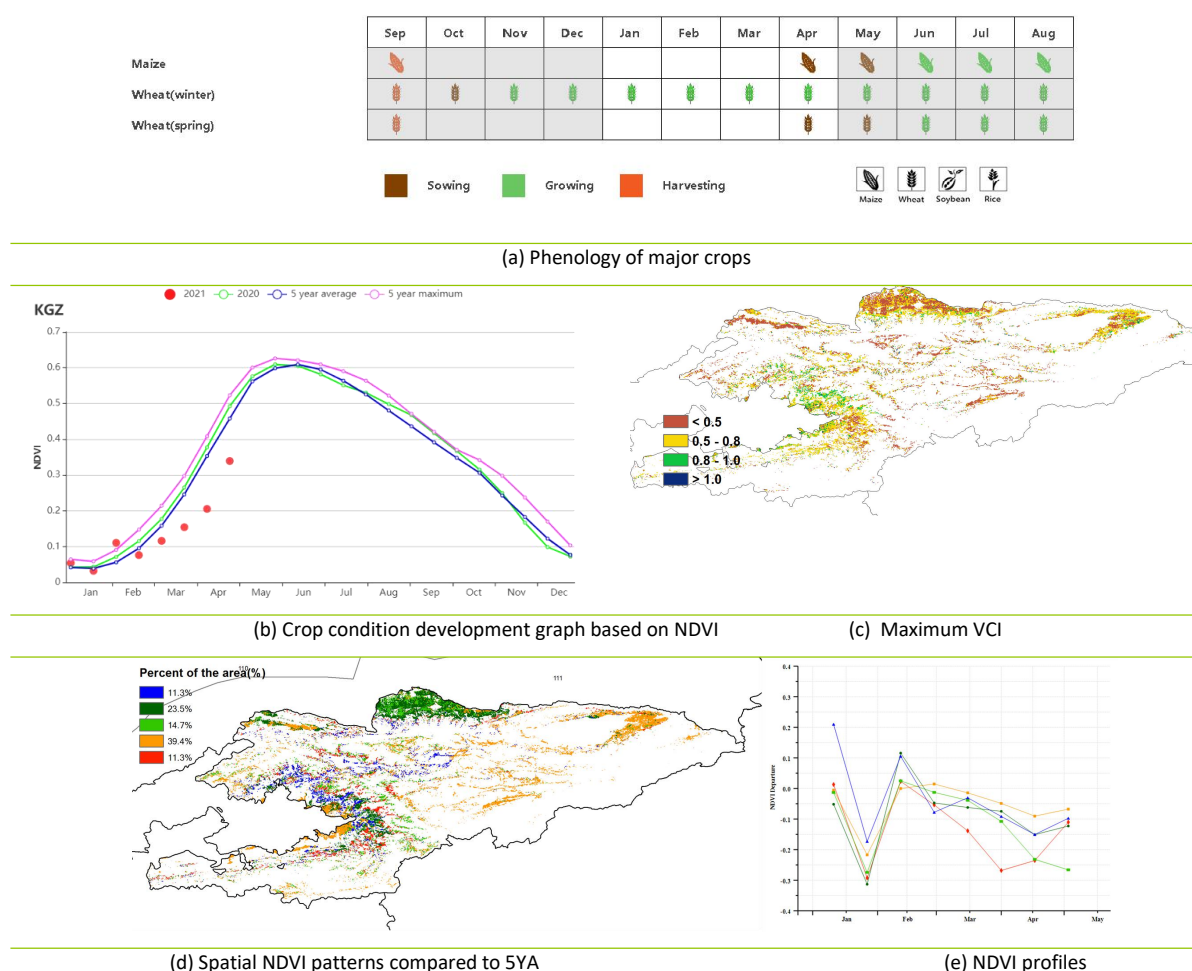 Sep Oct Nov Dec Jan Feb Mar Apr May Jun Jul Aug
Maize
Wheat(winter)
Wheat(spring)
Sowing Growing Harvesting
Maize Wheat Soybean Rice
(a) Phenology of major crops
2021 2020 5 year average 5 year maximum
KGZ
0.7
0.6
0.5
0.4
0.3
0.2
0.1
0
NDVI
Jan Feb Mar Apr May Jun Jul Aug Sep Oct Nov Dec
< 0.5
0.5 - 0.8
0.8 - 1.0
> 1.0
(b) Crop condition development graph based on NDVI (c) Maximum VCI
Percent of the area(%)
110
111
11.3%
23.5%
14.7%
39.4%
11.3%
0.4
0.3
0.2
0.1
0.0
-0.1
-0.2
-0.3
-0.4
NDVI Departure
Jan Feb Mar Apr May
(d) Spatial NDVI patterns compared to 5YA (e) NDVI profiles